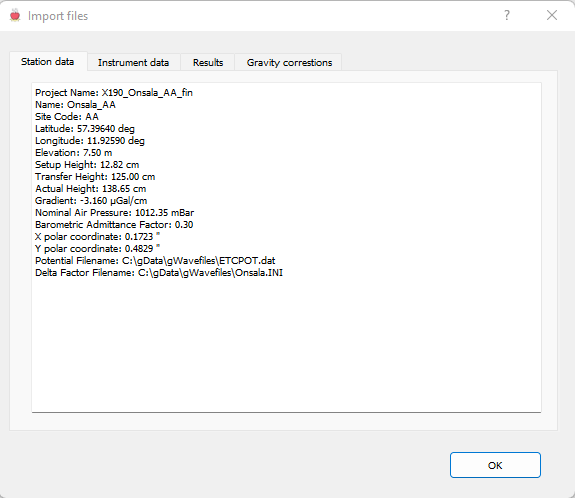 Import files
?
Station data
Instrument data
Results
Gravity correstions
Project Name: X190_Onsala_AA_fin
Name: Onsala_AA
Site Code: AA
Latitude: 57.39640 deg
Longitude: 11.92590 deg
Elevation: 7.50 m
Setup Height: 12.82 cm
Transfer Height: 125.00 cm
Actual Height: 138.65 cm
Gradient: -3.160 µGal/cm
Nominal Air Pressure: 1012.35 mBar
Barometric Admittance Factor: 0.30
X polar coordinate: 0.1723 "
Y polar coordinate: 0.4829 "
Potential Filename: C:\gData\gWavefiles\ETCPOT.dat
Delta Factor Filename: C:\gData\gWavefiles\Onsala.INI
OK